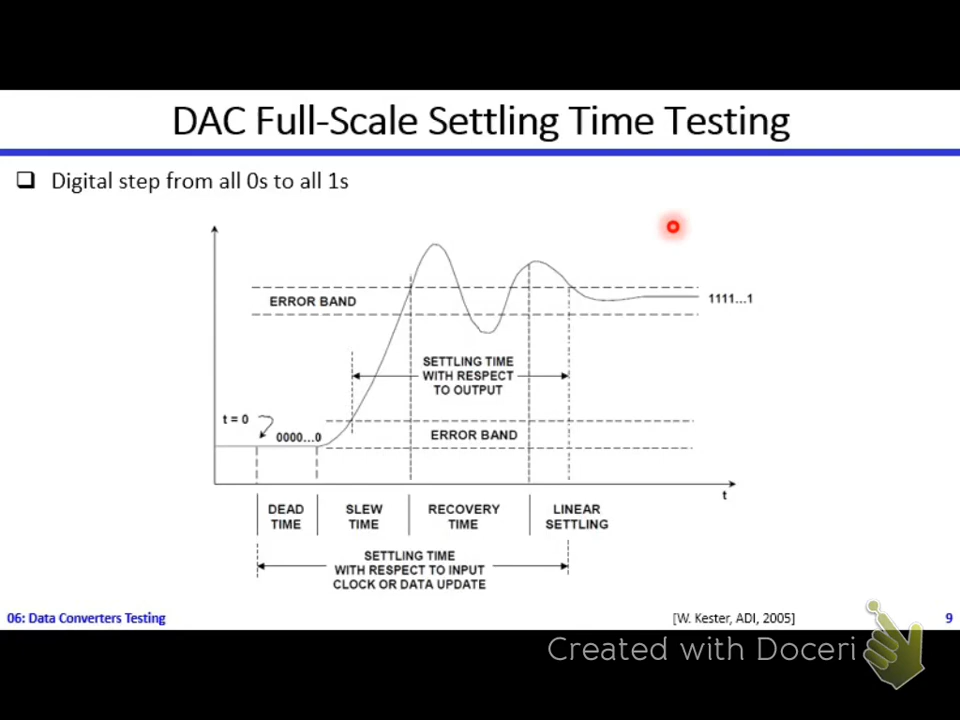 DAC Full-Scale Settling Time Testing
❑ Digital step from all 0s to all 1s
ERROR BAND
1111...1
SETTLING TIME
WITH RESPECT
TO OUTPUT
t = 0
0000...0
ERROR BAND
t
DEAD
TIME
SLEW
TIME
RECOVERY
TIME
LINEAR
SETTLING
SETTLING TIME
WITH RESPECT TO INPUT
CLOCK OR DATA UPDATE
06: Data Converters Testing
[W. Kester, ADI, 2005]
9
Created with Doceri